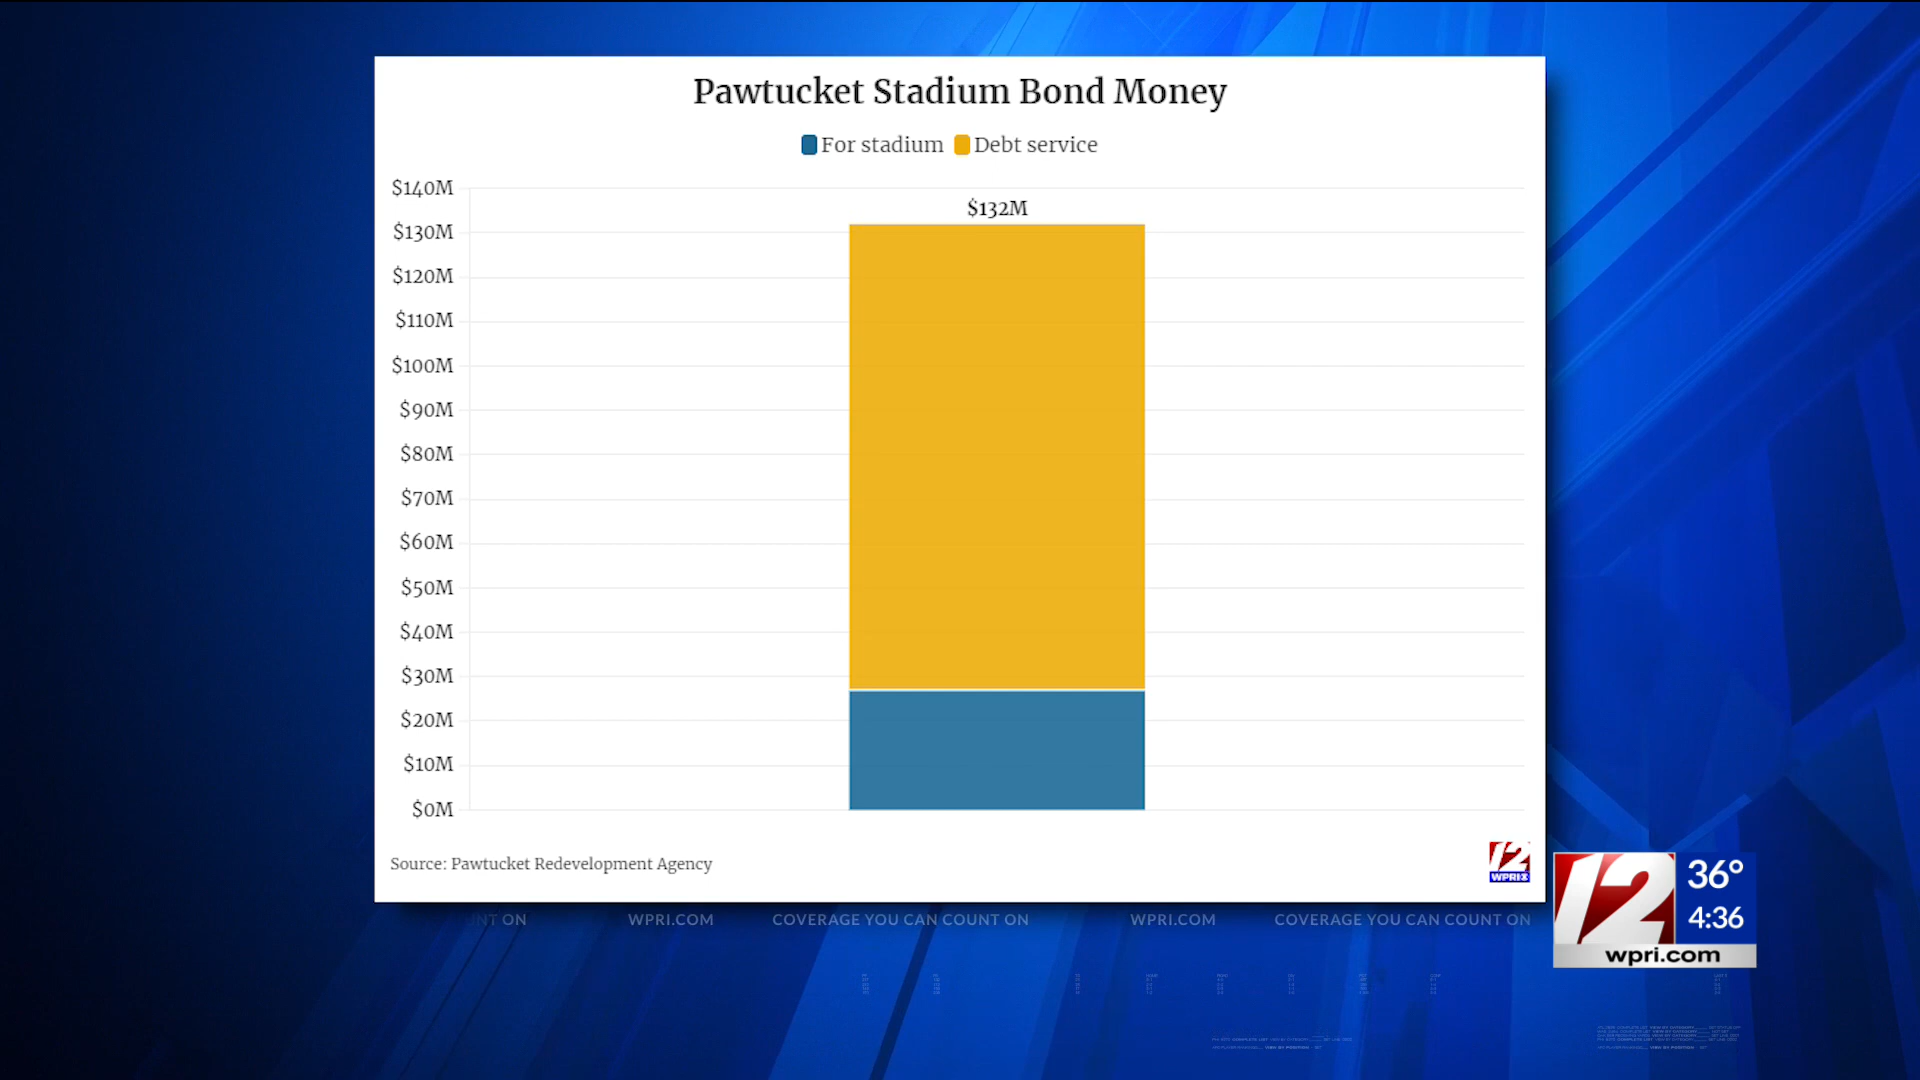 Pawtucket Stadium Bond Money
For stadium Debt service
$140M
$132M
$130M
$120M
$110M
$100M
$90M
$80M
$70M
$60M
$50M
$40M
$30M
$20M
$10M
$0M
Source: Pawtucket Redevelopment Agency
12
WPRI
12 36°
4:36
wpri.com
NT ON WPRI.COM COVERAGE YOU CAN COUNT ON WPRI.COM COVERAGE YOU CAN COUNT ON